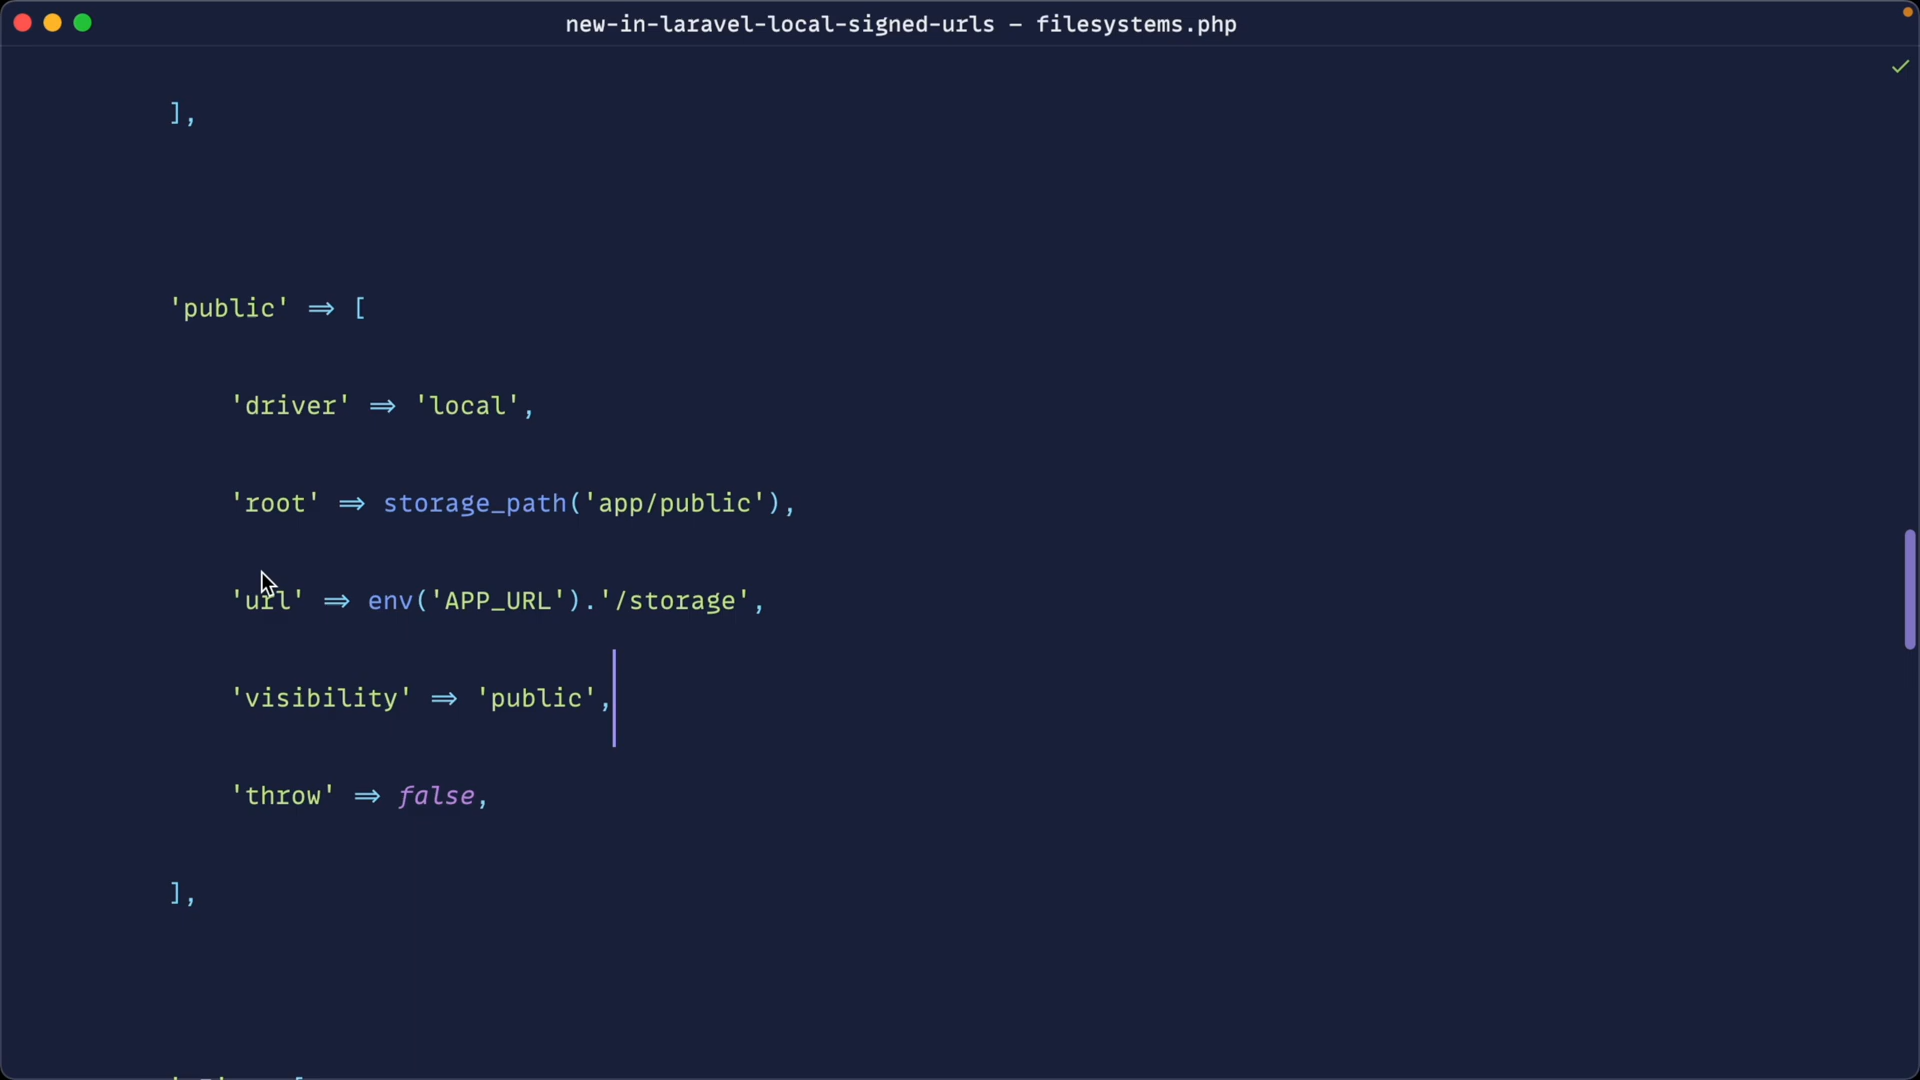 new-in-laravel-local-signed-urls – filesystems.php
],
'public' => [
'driver' => 'local',
'root' => storage_path('app/public'),
'url' => env('APP_URL').'/storage',
'visibility' => 'public',
'throw' => false,
],